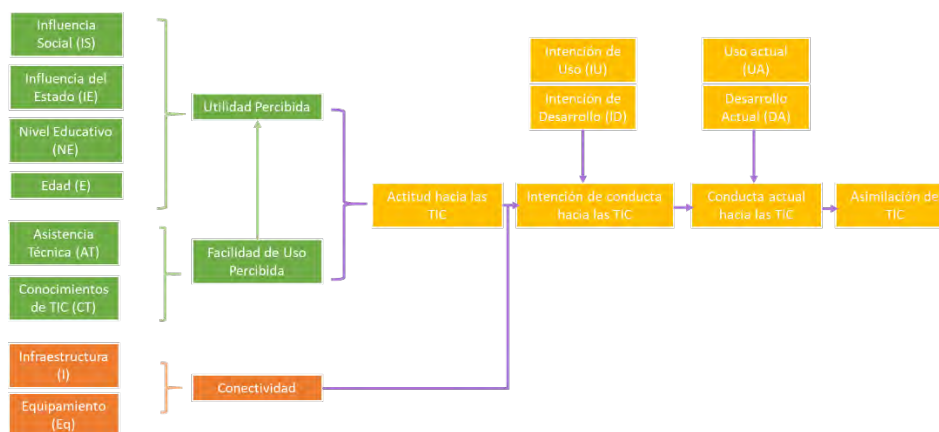 Influencia
Social (IS)
Influencia del
Estado (IE)
Nivel Educativo
(NE)
Edad (E)
Asistencia
Técnica (AT)
Conocimientos
de TIC (CT)
Infraestructura
(I)
Equipamiento
(Eq)
Utilidad Percibida
Facilidad de Uso
Percibida
Conectividad
Actitud hacia las
TIC
Intención de
Uso (IU)
Intención de
Desarrollo (ID)
Intención de conducta
hacia las TIC
Uso actual
(UA)
Desarrollo
Actual (DA)
Conducta actual
hacia las TIC
Asimilación de
TIC